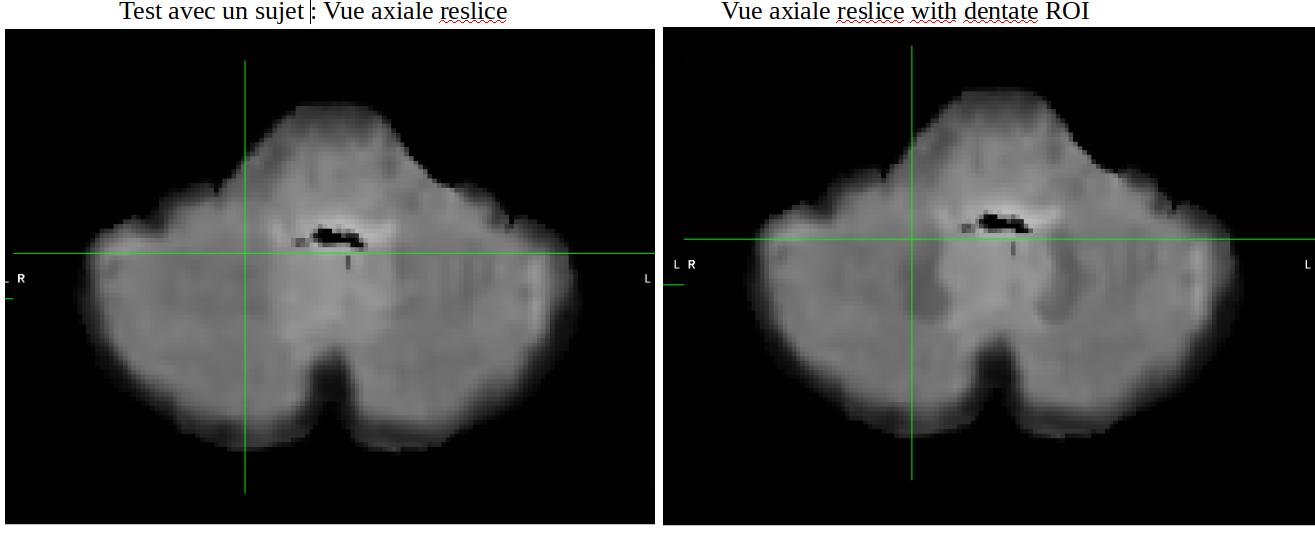 Test avec un sujet : Vue axiale reslice
Vue axiale reslice with dentate ROI
L R
L
L R
L